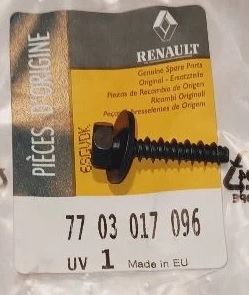 PIÈCES D'ORIGINE
RENAULT
Genuine Spare Parts
Original - Ersatzteile
Piezas de Recambio de Origen
Ricambi Originali
de Origem
77 03 017 096
UV 1 Made in EU